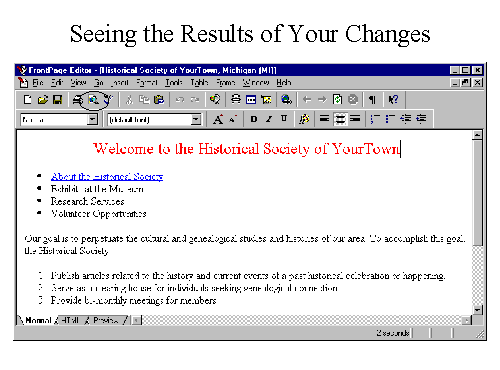 Seeing the Results of Your Changes
FrontPage Editor - [Historical Society of YourTown, Michigan [MI]]
File Edit View Go Insert Format Tools Table Frame Window Help
Normal (default font) A A B I U
Welcome to the Historical Society of YourTown
• About the Historical Society
• Exhibits at the Museum
• Research Services
• Volunteer Opportunities
Our goal is to perpetuate the cultural and genealogical studies and histories of our area. To accomplish this goal,
the Historical Society
1. Publish articles related to the history and current events of a past historical celebration or happening.
2. Serve as a clearing house for individuals seeking genealogical connection
3. Provide bi-monthly meetings for members
Normal HTML Preview
2 seconds